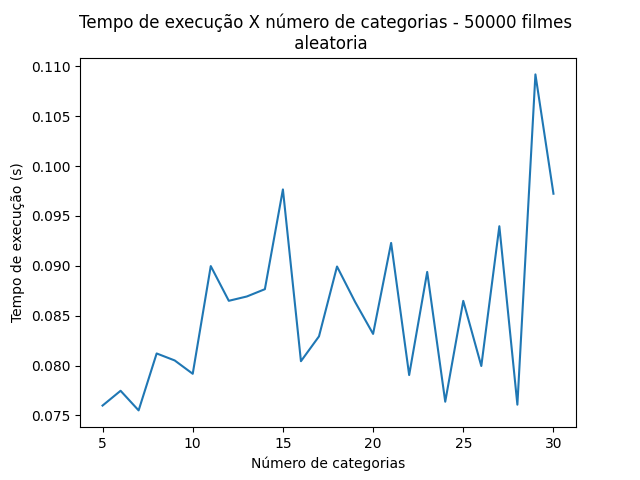 Tempo de execução X número de categorias - 50000 filmes
aleatoria
0.110
0.105
0.100
0.095
0.090
0.085
0.080
0.075
Tempo de execução (s)
5 10 15 20 25 30
Número de categorias